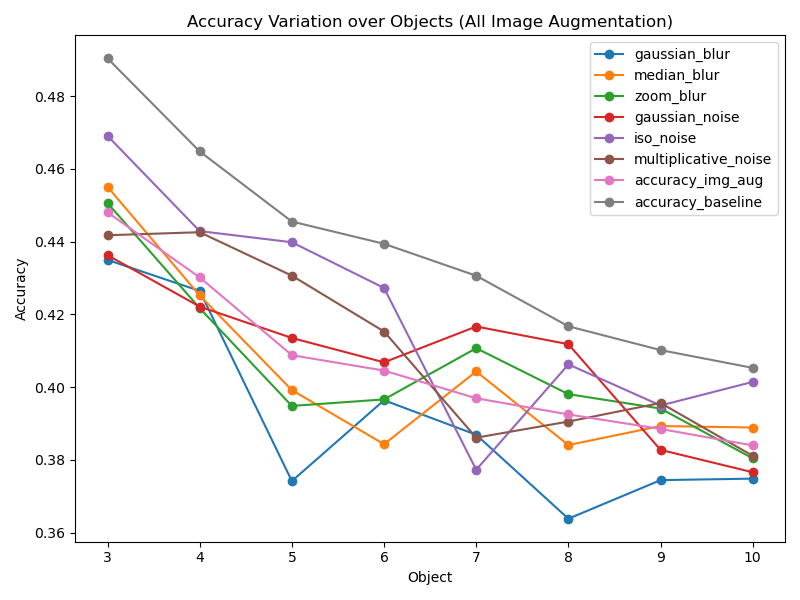 Accuracy Variation over Objects (All Image Augmentation)
gaussian_blur
median_blur
zoom_blur
gaussian_noise
iso_noise
multiplicative_noise
accuracy_img_aug
accuracy_baseline
Accuracy
0.48
0.46
0.44
0.42
0.40
0.38
0.36
3 4 5 6 7 8 9 10
Object